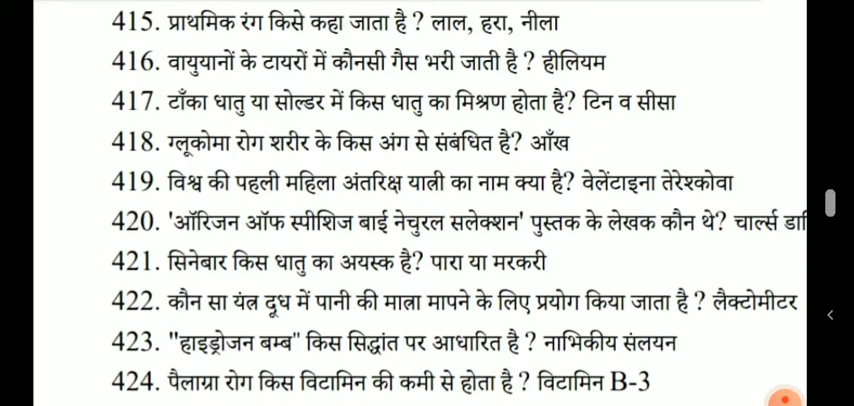 415. प्राथमिक रंग किसे कहा जाता है ? लाल, हरा, नीला
416. वायुयानों के टायरों में कौनसी गैस भरी जाती है ? हीलियम
417. टाँका धातु या सोल्डर में किस धातु का मिश्रण होता है? टिन व सीसा
418. ग्लूकोमा रोग शरीर के किस अंग से संबंधित है? आँख
419. विश्व की पहली महिला अंतरिक्ष यात्री का नाम क्या है? वेलेंटाइना तेरेश्कोवा
420. 'ऑरिजन ऑफ स्पीशिज बाई नेचुरल सलेक्शन' पुस्तक के लेखक कौन थे? चार्ल्स
421. सिनेबार किस धातु का अयस्क है? पारा या मरकरी
422. कौन सा यंत्र दूध में पानी की मात्रा मापने के लिए प्रयोग किया जाता है ? लैक्टोमीटर
423. "हाइड्रोजन बम्ब" किस सिद्धांत पर आधारित है ? नाभिकीय संलयन
424. पैलाग्रा रोग किस विटामिन की कमी से होता है ? विटामिन B-3